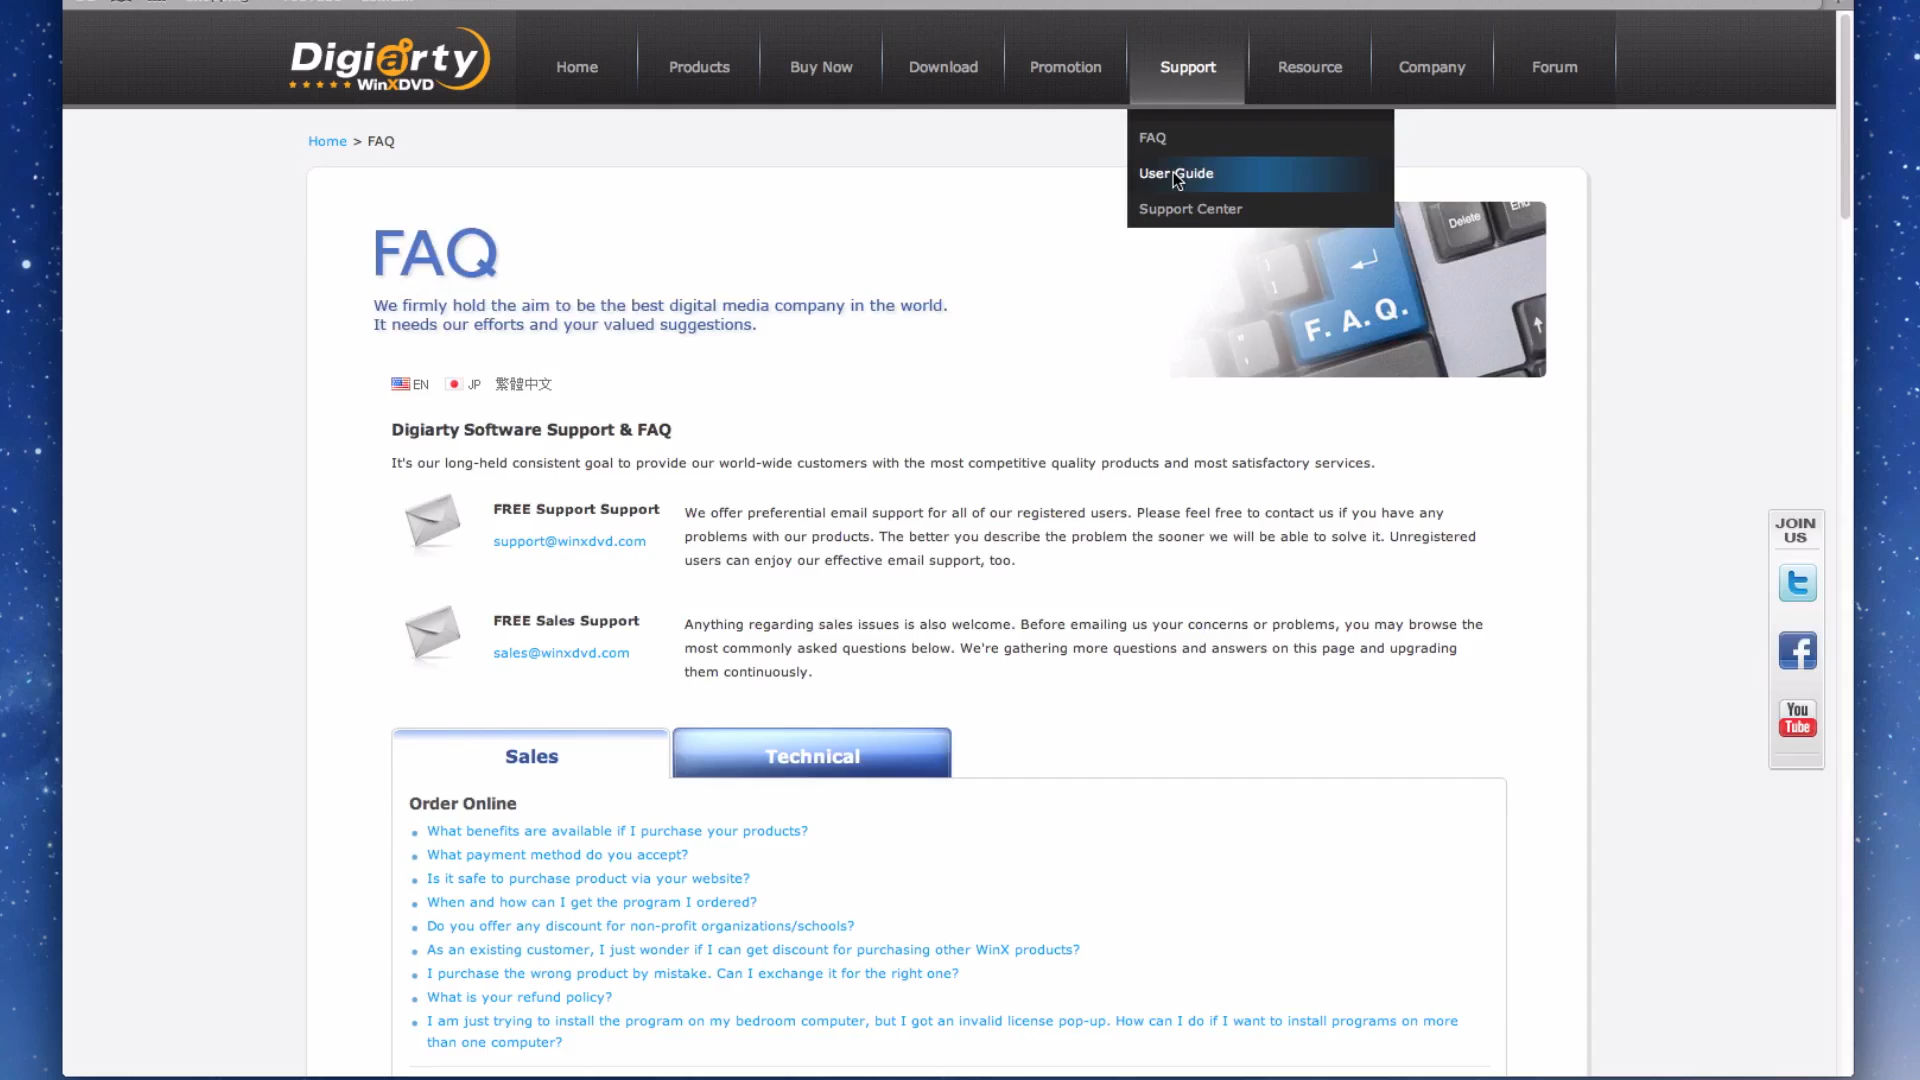 Digiarty
WinXDVD
Home
Products
Buy Now
Download
Promotion
Support
Resource
Company
Forum
FAQ
User Guide
Support Center
Home > FAQ
FAQ
We firmly hold the aim to be the best digital media company in the world.
It needs our efforts and your valued suggestions.
Delete
End
F. A. Q.
EN JP 繁體中文
Digiarty Software Support & FAQ
It's our long-held consistent goal to provide our world-wide customers with the most competitive quality products and most satisfactory services.
FREE Support Support
support@winxdvd.com
We offer preferential email support for all of our registered users. Please feel free to contact us if you have any
problems with our products. The better you describe the problem the sooner we will be able to solve it. Unregistered
users can enjoy our effective email support, too.
FREE Sales Support
sales@winxdvd.com
Anything regarding sales issues is also welcome. Before emailing us your concerns or problems, you may browse the
most commonly asked questions below. We're gathering more questions and answers on this page and upgrading
them continuously.
JOIN
US
You
Tube
Sales
Technical
Order Online
What benefits are available if I purchase your products?
What payment method do you accept?
Is it safe to purchase product via your website?
When and how can I get the program I ordered?
Do you offer any discount for non-profit organizations/schools?
As an existing customer, I just wonder if I can get discount for purchasing other WinX products?
I purchase the wrong product by mistake. Can I exchange it for the right one?
What is your refund policy?
I am just trying to install the program on my bedroom computer, but I got an invalid license pop-up. How can I do if I want to install programs on more
than one computer?